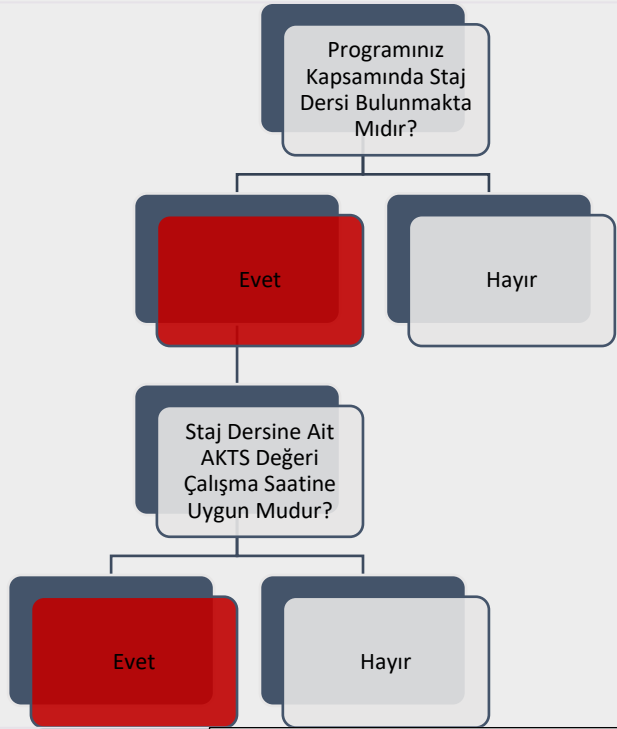 Programınız
Kapsamında Staj
Dersi Bulunmakta
Mıdır?
Evet
Hayır
Staj Dersine Ait
AKTS Değeri
Çalışma Saatine
Uygun Mudur?
Evet
Hayır